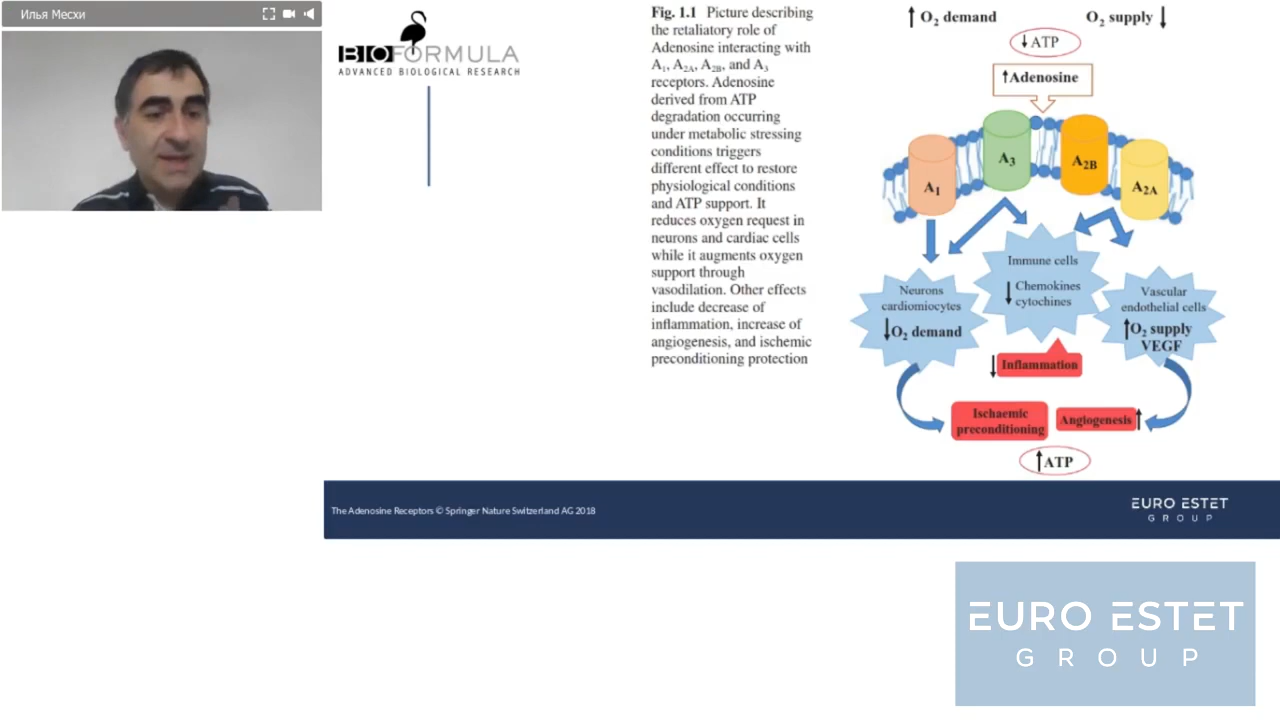 Илья Месхи
BIOFORMULA
ADVANCED BIOLOGICAL RESEARCH
Fig. 1.1 Picture describing
the retaliatory role of
Adenosine interacting with
A1, A2A, A2B, and A3
receptors. Adenosine
derived from ATP
degradation occurring
under metabolic stressing
conditions triggers
different effect to restore
physiological conditions
and ATP support. It
reduces oxygen request in
neurons and cardiac cells
while it augments oxygen
support through
vasodilation. Other effects
include decrease of
inflammation, increase of
angiogenesis, and ischemic
preconditioning protection
↑ O2 demand
O2 supply ↓
↓ATP
↑Adenosine
A1
A3
A2B
A2A
Neurons
cardiomiocytes
↓O2 demand
Immune cells
↓ Chemokines
cytochines
Vascular
endothelial cells
↑O2 supply
VEGF
↓ Inflammation
Ischaemic
preconditioning
Angiogenesis ↑
↑ATP
The Adenosine Receptors © Springer Nature Switzerland AG 2018
EURO ESTET
GROUP
EURO ESTET
GROUP